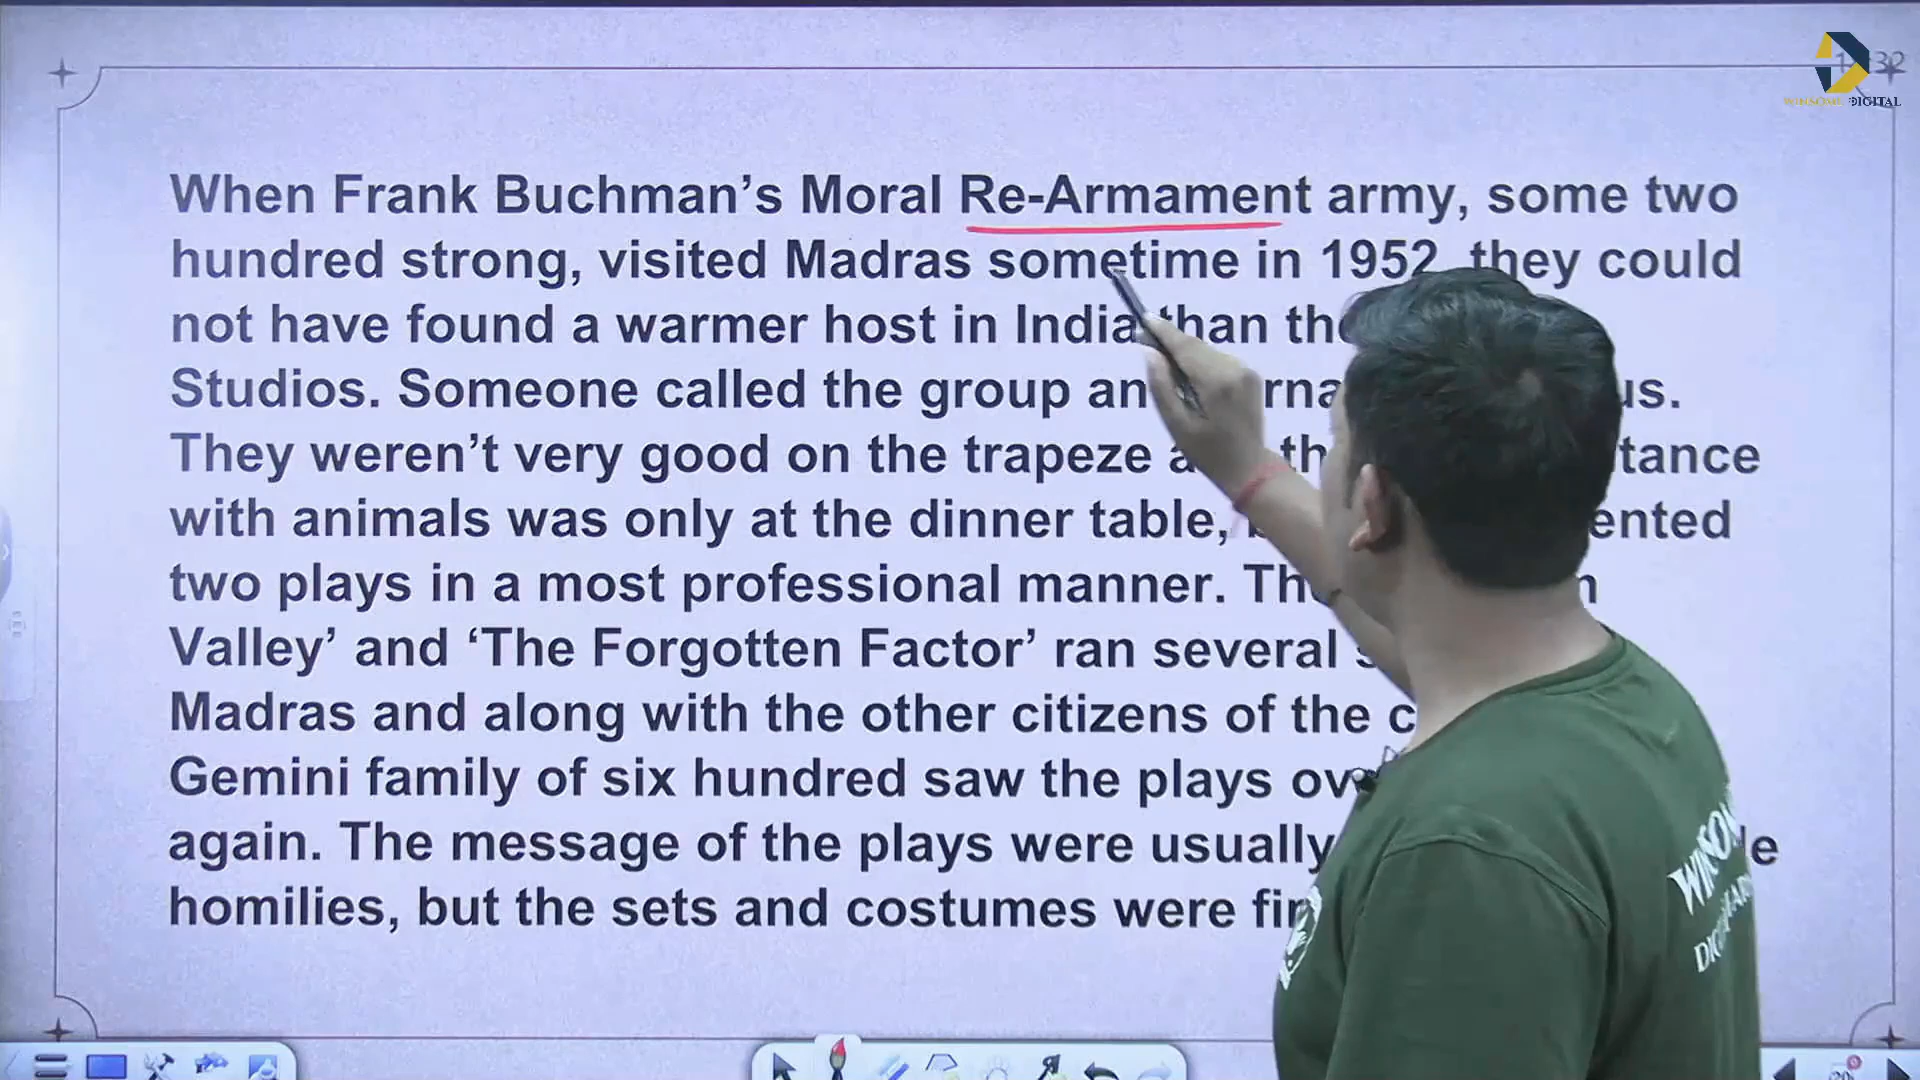 WINSOME DIGITAL
When Frank Buchman’s Moral Re-Armament army, some two
hundred strong, visited Madras sometime in 1952, they could
not have found a warmer host in India than the
Studios. Someone called the group an
They weren’t very good on the trapeze
with animals was only at the dinner table,
two plays in a most professional manner.
Valley’ and ‘The Forgotten Factor’ ran several
Madras and along with the other citizens of the
Gemini family of six hundred saw the plays
again. The message of the plays were usually
homilies, but the sets and costumes were